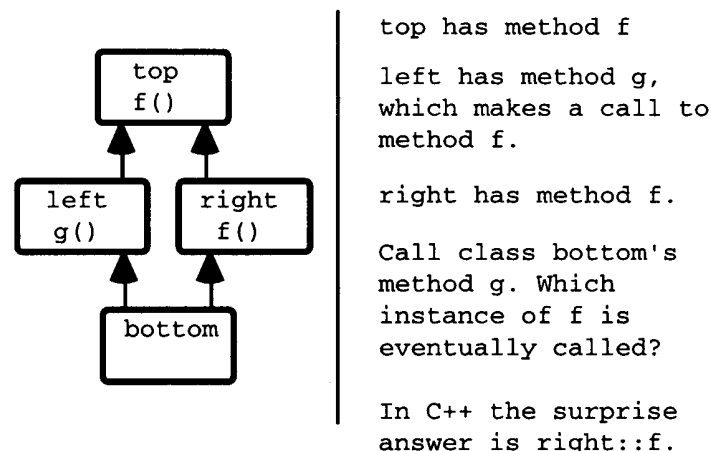 top
f()
left
g()
right
f()
bottom
top has method f
left has method g,
which makes a call to
method f.
right has method f.
Call class bottom's
method g. Which
instance of f is
eventually called?
In C++ the surprise
answer is right::f.